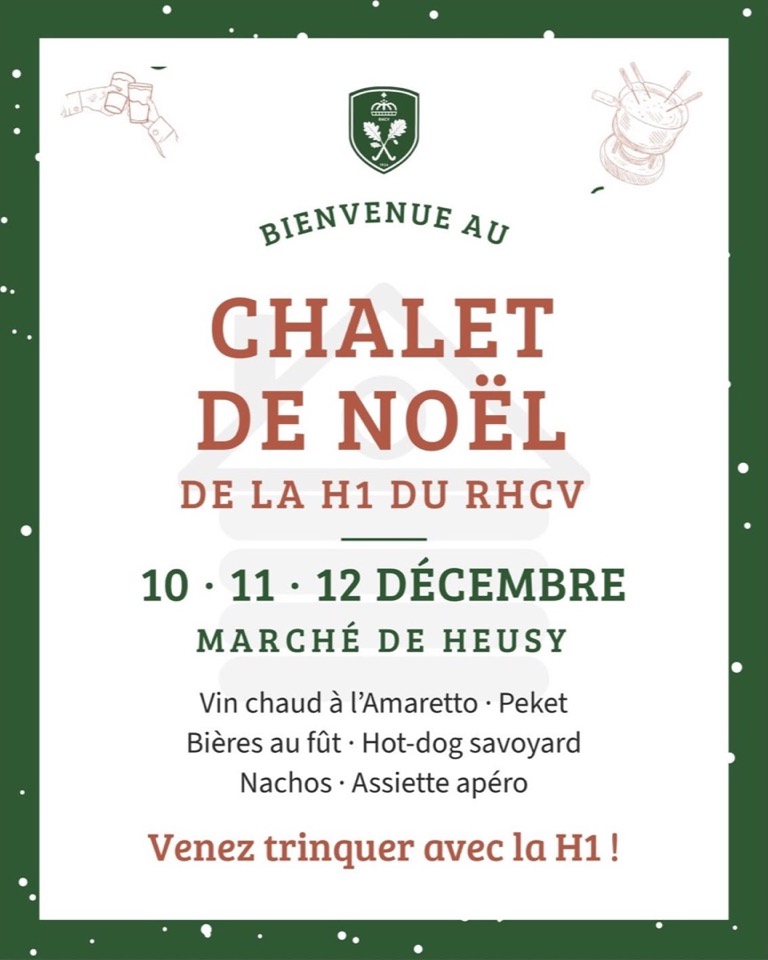 RHCV
BIENVENUE AU
CHALET
DE NOËL
DE LA H1 DU RHCV
10 · 11 · 12 DÉCEMBRE
MARCHÉ DE HEUSY
Vin chaud à l’Amaretto · Peket
Bières au fût · Hot-dog savoyard
Nachos · Assiette apéro
Venez trinquer avec la H1 !